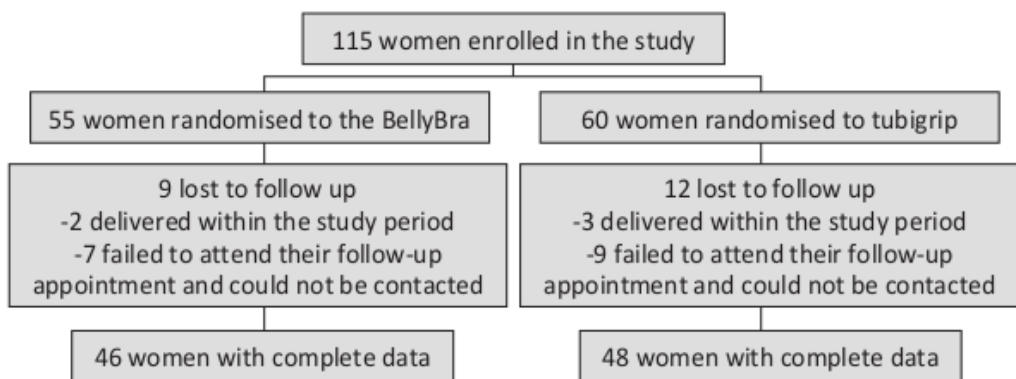 115 women enrolled in the study
55 women randomised to the BellyBra
60 women randomised to tubigrip
9 lost to follow up
-2 delivered within the study period
-7 failed to attend their follow-up
appointment and could not be contacted
12 lost to follow up
-3 delivered within the study period
-9 failed to attend their follow-up
appointment and could not be contacted
46 women with complete data
48 women with complete data